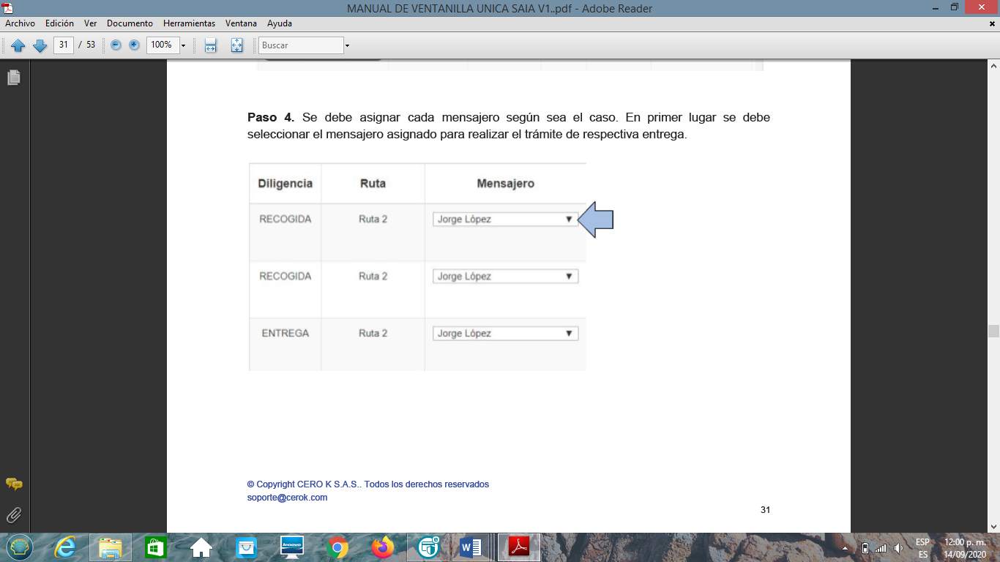 MANUAL DE VENTANILLA UNICA SAIA V1..pdf - Adobe Reader
Archivo Edición Ver Documento Herramientas Ventana Ayuda
31 / 53 100% Buscar
Paso 4. Se debe asignar cada mensajero según sea el caso. En primer lugar se debe
seleccionar el mensajero asignado para realizar el trámite de respectiva entrega.
Diligencia Ruta Mensajero
RECOGIDA Ruta 2 Jorge López
RECOGIDA Ruta 2 Jorge López
ENTREGA Ruta 2 Jorge López
© Copyright CERO K S.A.S.. Todos los derechos reservados
soporte@cerok.com
31
lenovo
ESP 12:00 p. m.
ES 14/09/2020